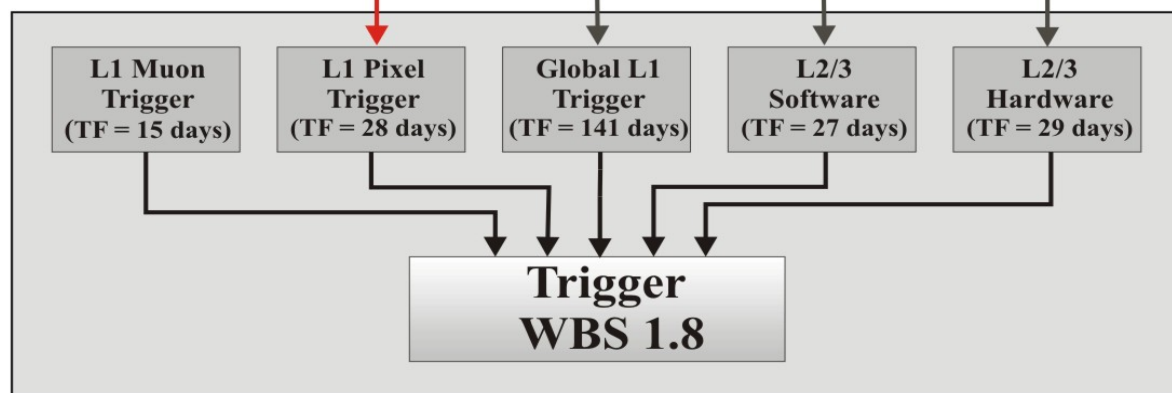 L1 Muon
Trigger
(TF = 15 days)
L1 Pixel
Trigger
(TF = 28 days)
Global L1
Trigger
(TF = 141 days)
L2/3
Software
(TF = 27 days)
L2/3
Hardware
(TF = 29 days)
Trigger
WBS 1.8